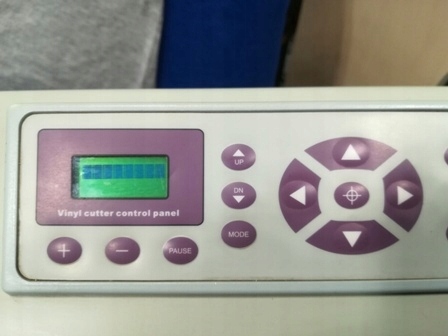 UP
DN
Vinyl cutter control panel
MODE
+
−
PAUSE